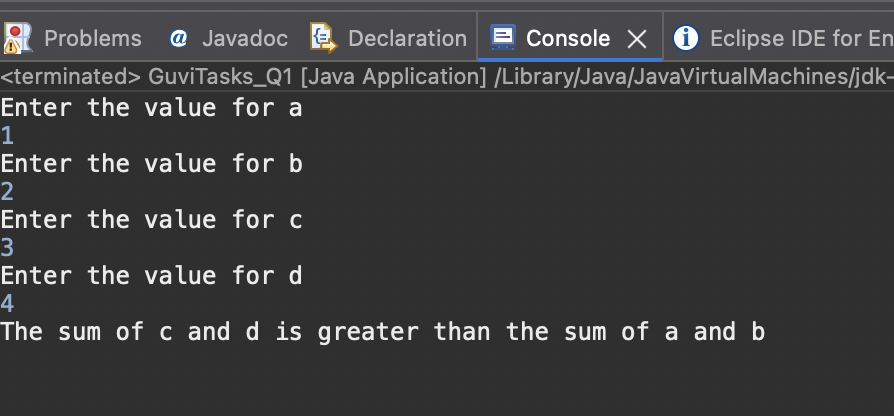 Problems @ Javadoc Declaration Console Eclipse IDE for En
<terminated> GuviTasks_Q1 [Java Application] /Library/Java/JavaVirtualMachines/jdk-
Enter the value for a
1
Enter the value for b
2
Enter the value for c
3
Enter the value for d
4
The sum of c and d is greater than the sum of a and b